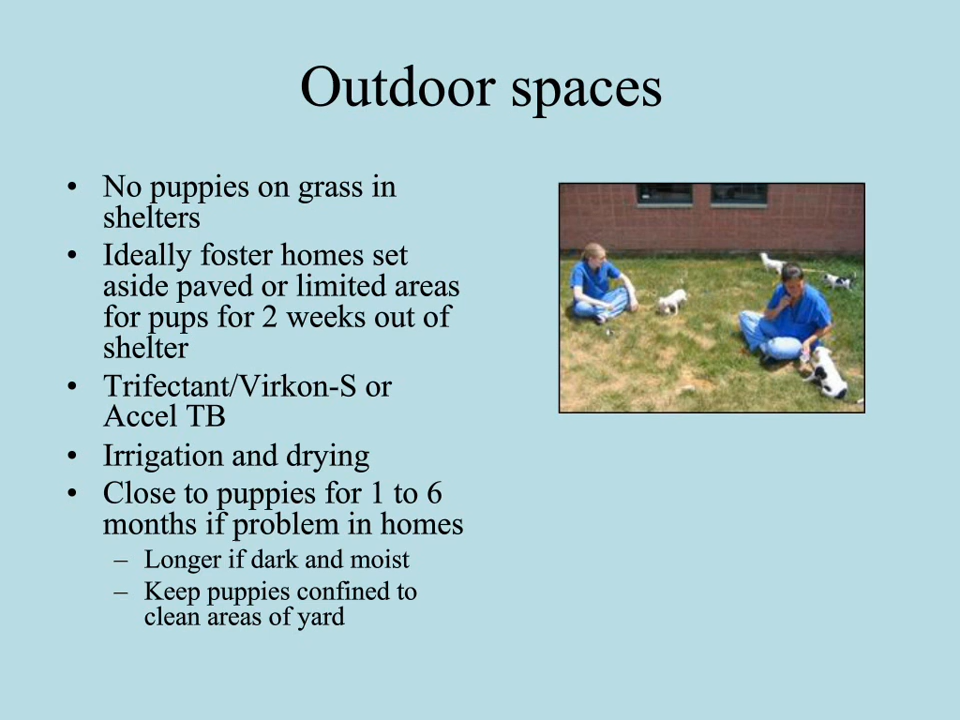 Outdoor spaces
• No puppies on grass in
shelters
• Ideally foster homes set
aside paved or limited areas
for pups for 2 weeks out of
shelter
• Trifectant/Virkon-S or
Accel TB
• Irrigation and drying
• Close to puppies for 1 to 6
months if problem in homes
– Longer if dark and moist
– Keep puppies confined to
clean areas of yard